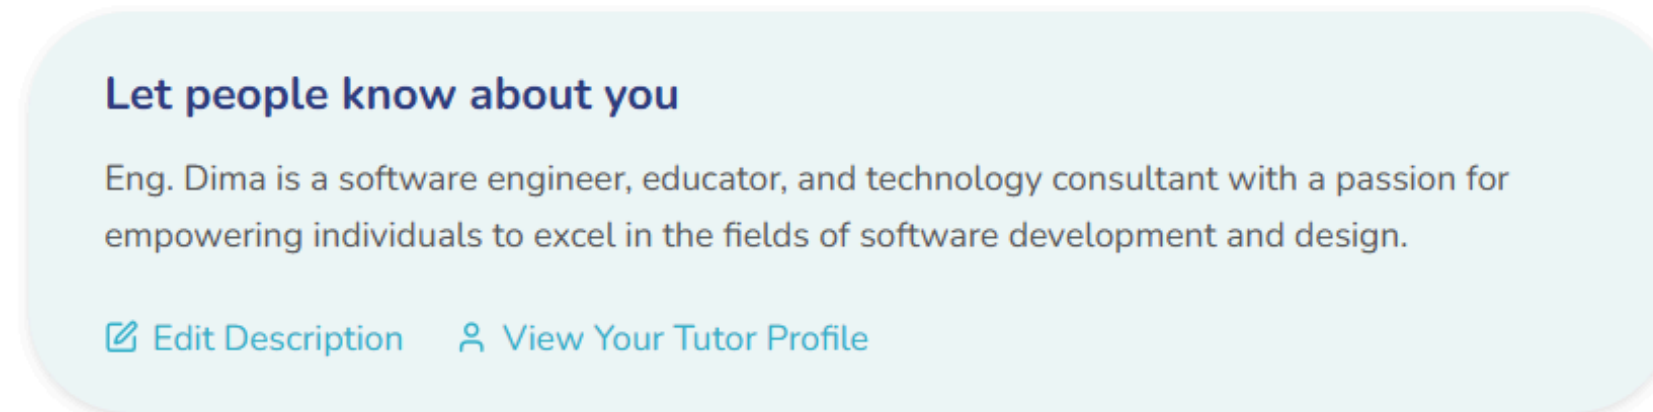 Let people know about you
Eng. Dima is a software engineer, educator, and technology consultant with a passion for
empowering individuals to excel in the fields of software development and design.
Edit Description View Your Tutor Profile